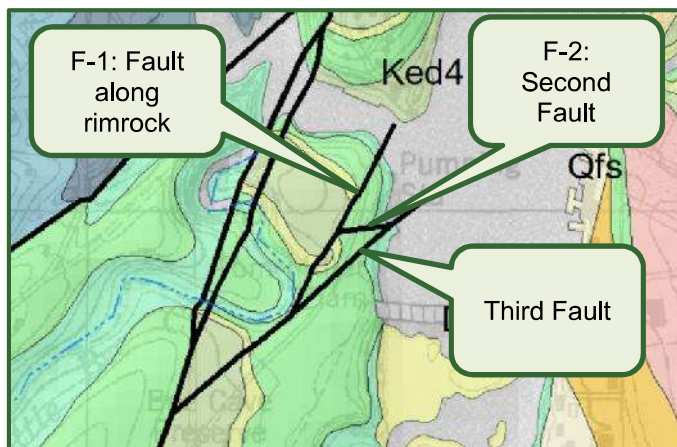 F-1: Fault
along
rimrock
Ked4
F-2:
Second
Fault
Qfs
Third Fault